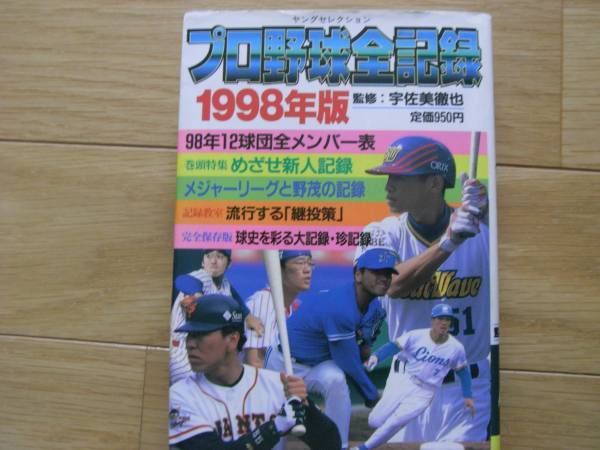 ヤングセレクション
プロ野球全記録
1998年版
監修：宇佐美徹也
定価950円
98年12球団全メンバー表
巻頭特集 めざせ新人記録
メジャーリーグと野茂の記録
記録教室 流行する「継投策」
完全保存版 球史を彩る大記録・珍記録
ORIX
Wave
51
Lions
7